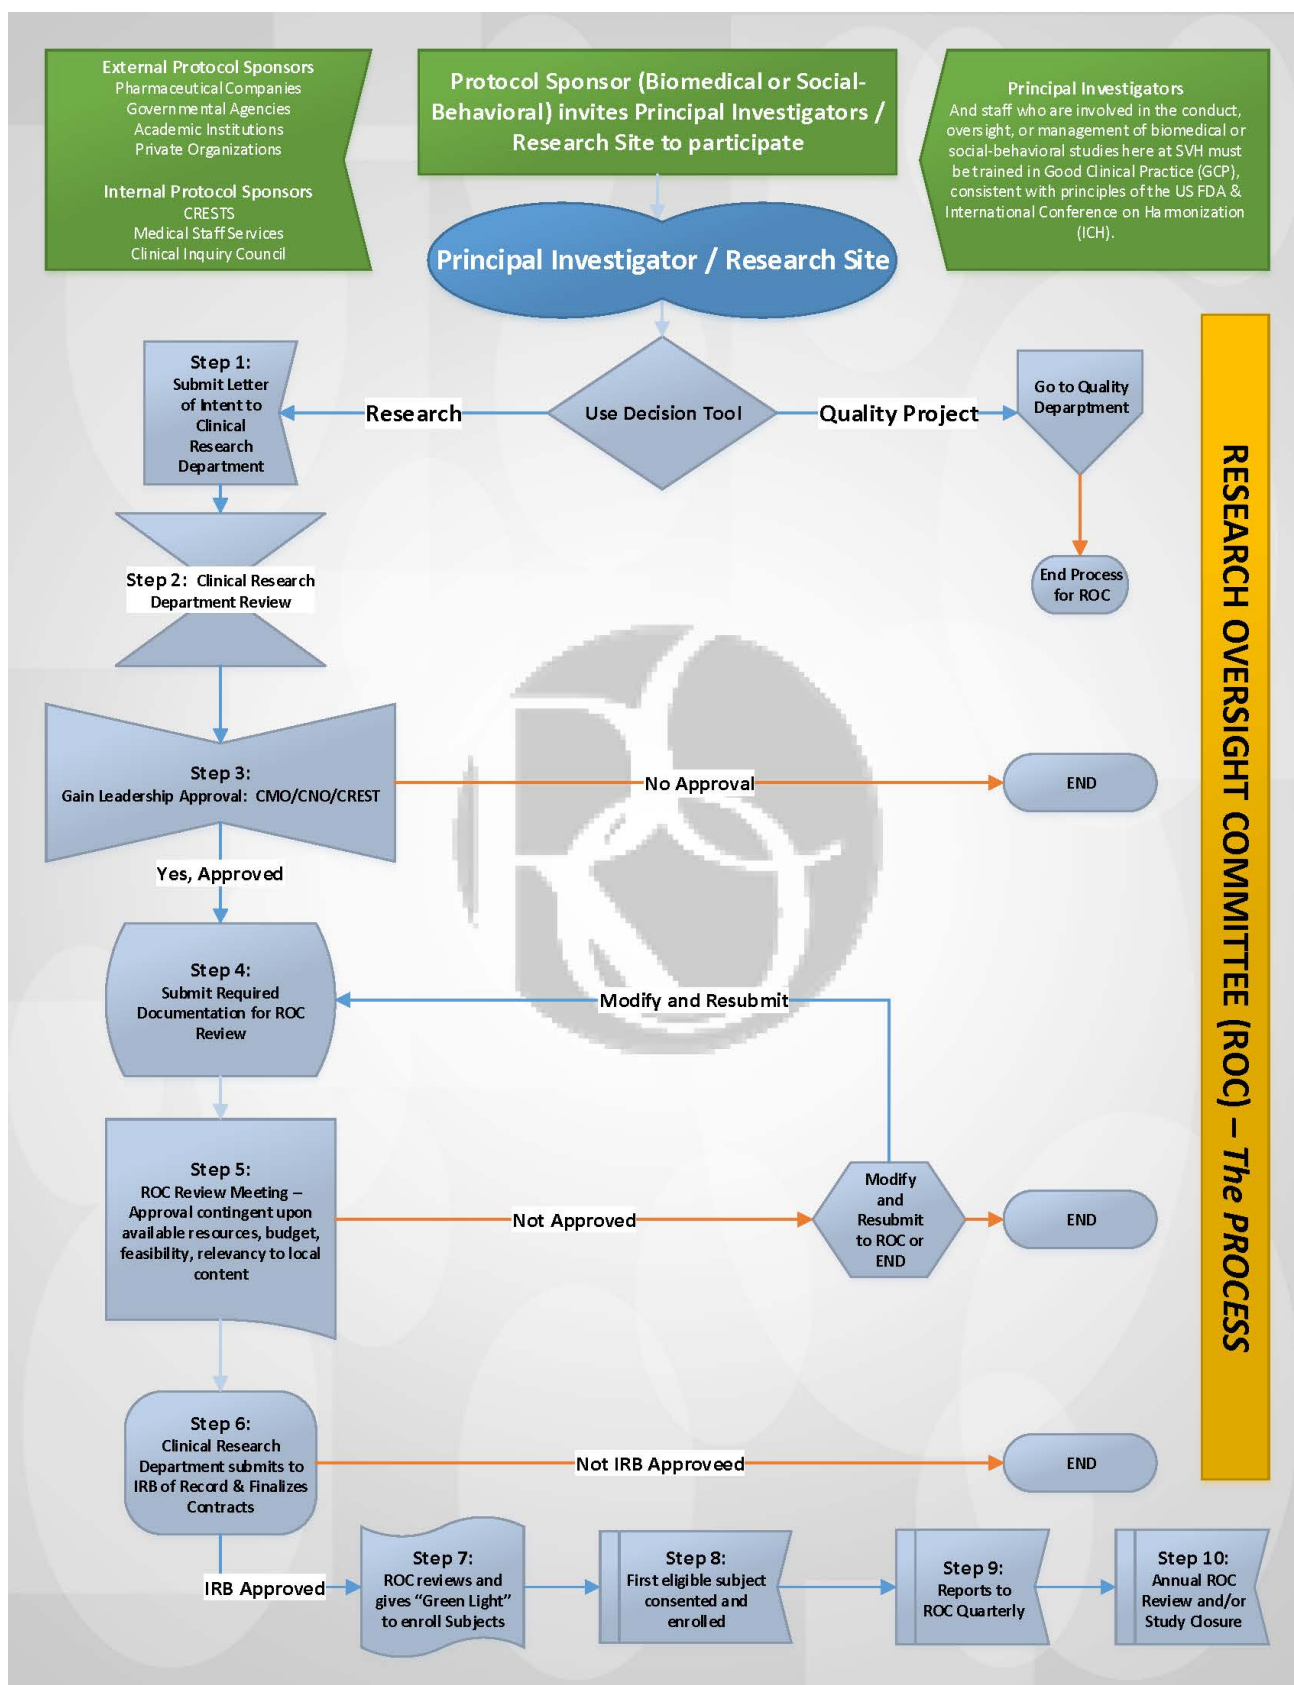 External Protocol Sponsors
Pharmaceutical Companies
Governmental Agencies
Academic Institutions
Private Organizations
Internal Protocol Sponsors
CRESTS
Medical Staff Services
Clinical Inquiry Council
Protocol Sponsor (Biomedical or Social-
Behavioral) invites Principal Investigators /
Research Site to participate
Principal Investigators
And staff who are involved in the conduct,
oversight, or management of biomedical or
social-behavioral studies here at SVH must
be trained in Good Clinical Practice (GCP),
consistent with principles of the US FDA &
International Conference on Harmonization
(ICH).
Principal Investigator / Research Site
Step 1:
Submit Letter
of Intent to
Clinical
Research
Department
Research
Use Decision Tool
Quality Project
Go to Quality
Deparptment
End Process
for ROC
Step 2: Clinical Research
Department Review
Step 3:
Gain Leadership Approval: CMO/CNO/CREST
No Approval
END
Yes, Approved
Step 4:
Submit Required
Documentation for ROC
Review
Modify and Resubmit
Step 5:
ROC Review Meeting –
Approval contingent upon
available resources, budget,
feasibility, relevancy to local
content
Not Approved
Modify
and
Resubmit
to ROC or
END
END
Step 6:
Clinical Research
Department submits to
IRB of Record & Finalizes
Contracts
Not IRB Approveed
END
IRB Approved
Step 7:
ROC reviews and
gives “Green Light”
to enroll Subjects
Step 8:
First eligible subject
consented and
enrolled
Step 9:
Reports to
ROC Quarterly
Step 10:
Annual ROC
Review and/or
Study Closure
RESEARCH OVERSIGHT COMMITTEE (ROC) – The PROCESS